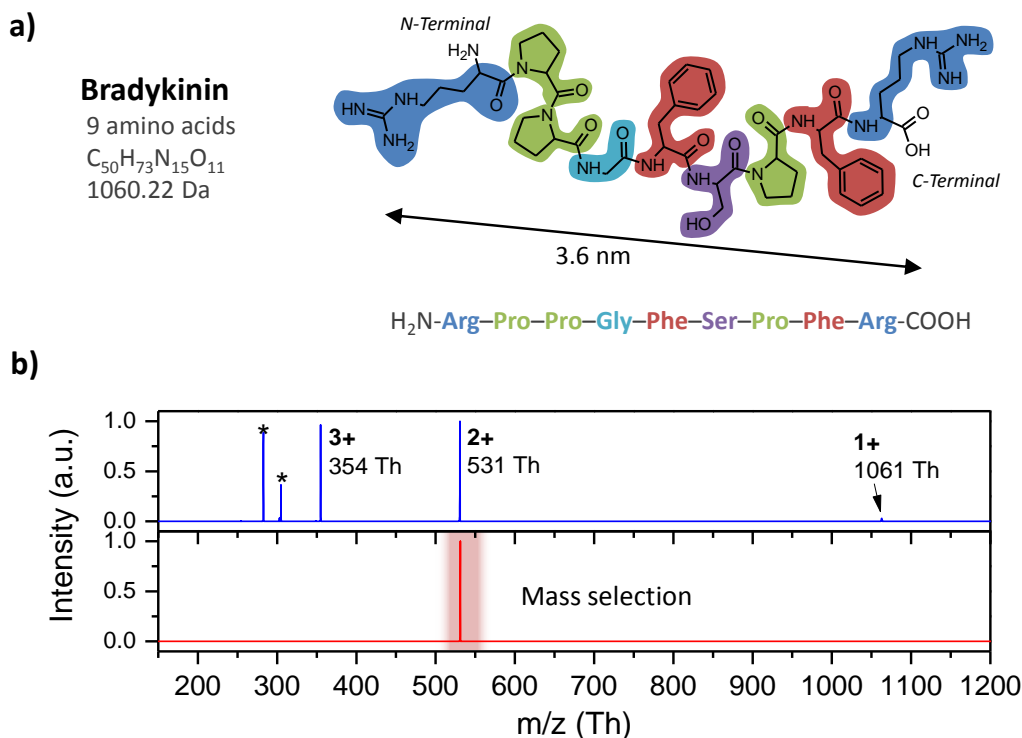 a)
N-Terminal
Bradykinin
9 amino acids
C₅₀H₇₃N₁₅O₁₁
1060.22 Da
H₂N
O
N
O
N
O
HN
NH
NH₂
NH
O
NH
O
NH
O
HO
N
O
NH
O
NH
NH
NH₂
NH
O
OH
C-Terminal
3.6 nm
H₂N-Arg–Pro–Pro–Gly–Phe–Ser–Pro–Phe–Arg-COOH
b)
Intensity (a.u.)
1.0
0.5
0.0
*
*
3+
354 Th
2+
531 Th
1+
1061 Th
1.0
0.5
0.0
Mass selection
200 300 400 500 600 700 800 900 1000 1100 1200
m/z (Th)